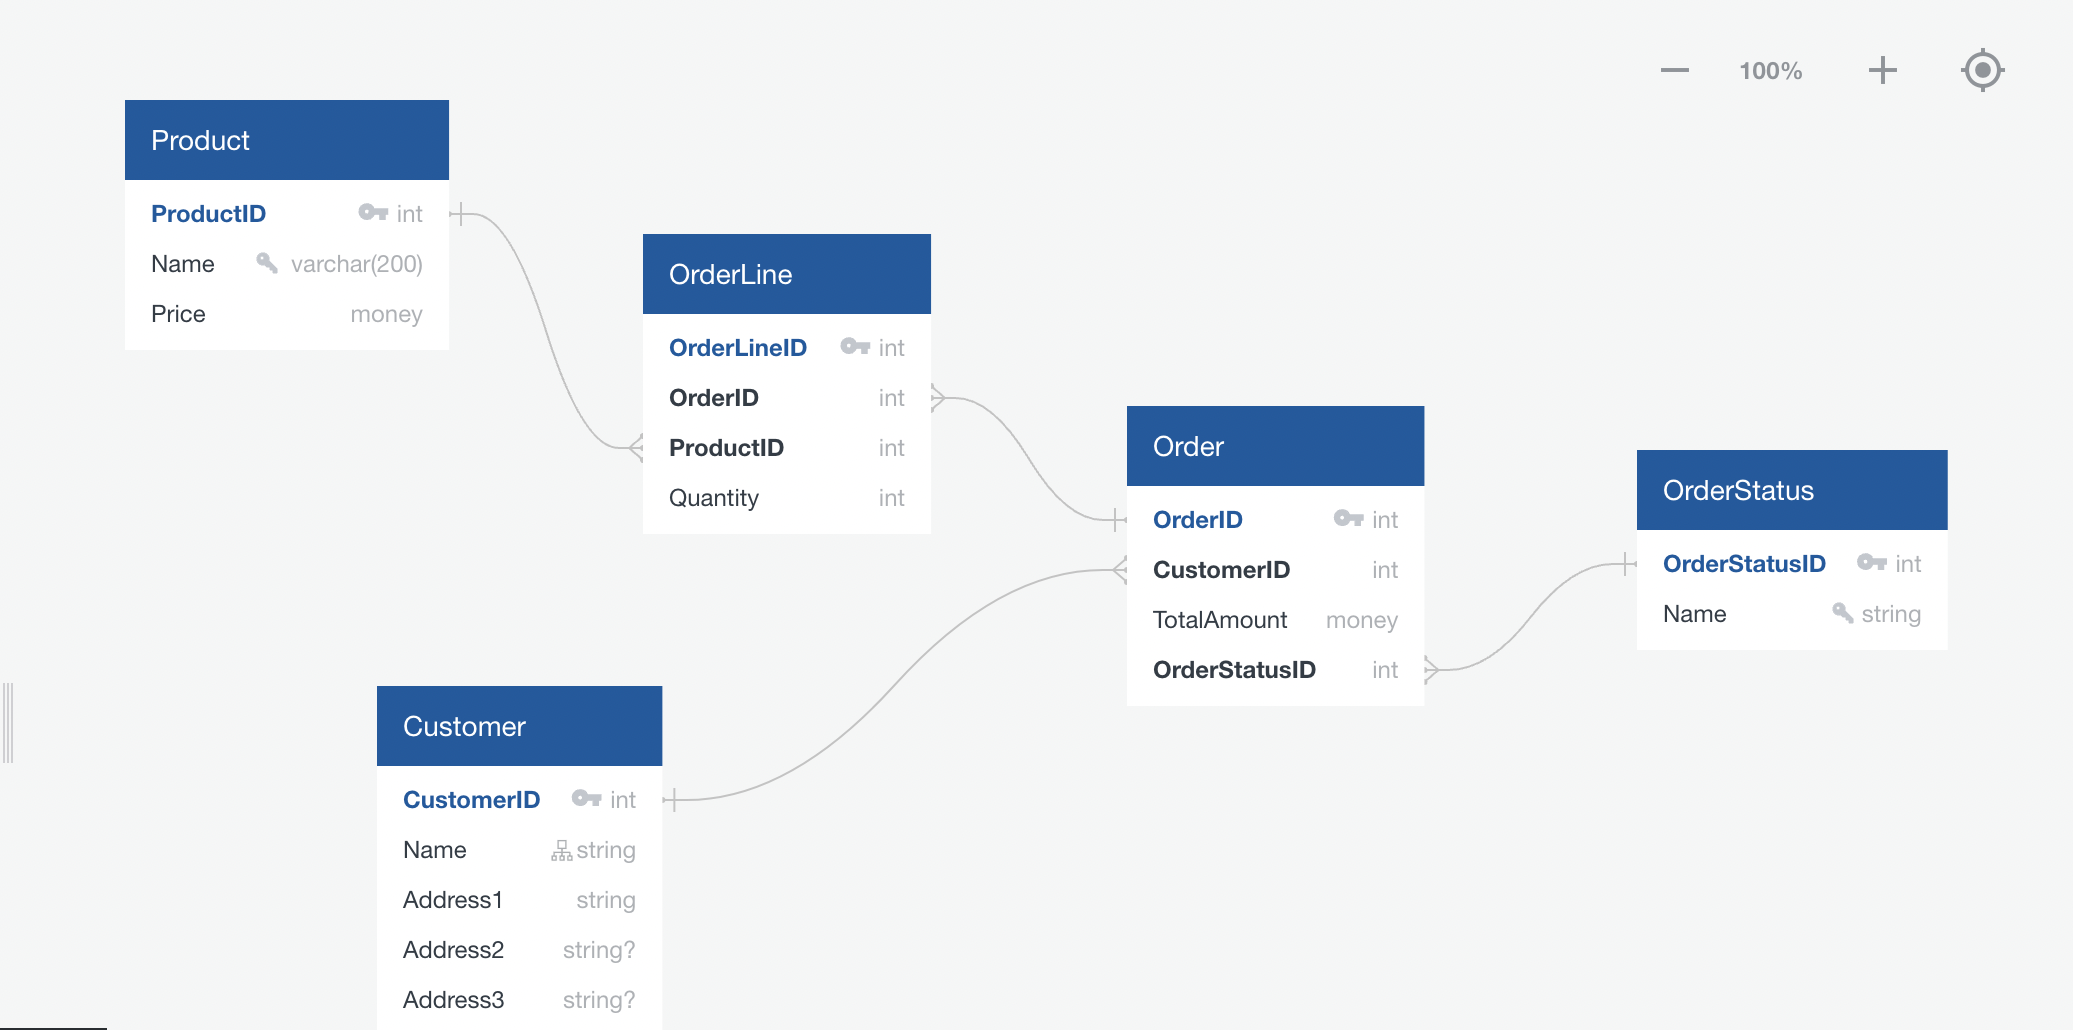 100%
Product
ProductID int
Name varchar(200)
Price money
OrderLine
OrderLineID int
OrderID int
ProductID int
Quantity int
Order
OrderID int
CustomerID int
TotalAmount money
OrderStatusID int
OrderStatus
OrderStatusID int
Name string
Customer
CustomerID int
Name string
Address1 string
Address2 string?
Address3 string?